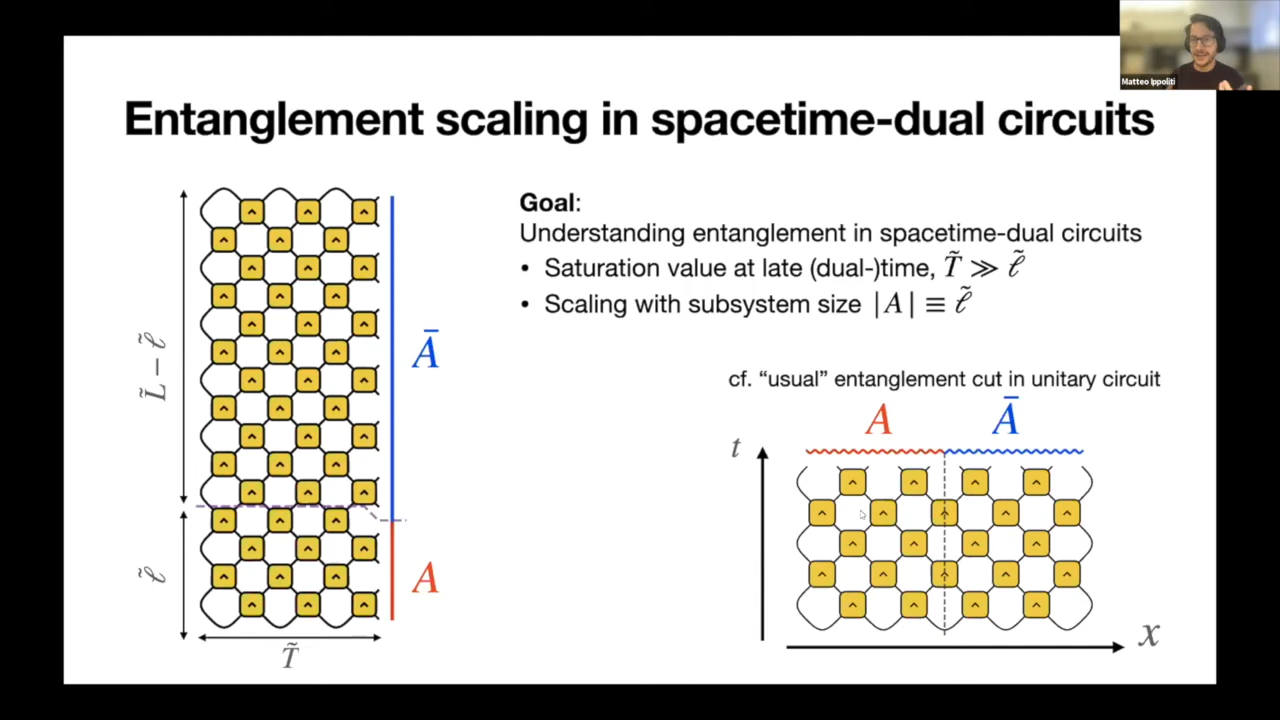 Matteo Ippoliti
Entanglement scaling in spacetime-dual circuits
Goal:
Understanding entanglement in spacetime-dual circuits
• Saturation value at late (dual-)time, T̃ ≫ ℓ̃
• Scaling with subsystem size |A| ≡ ℓ̃
L̃ − ℓ̃
Ā
ℓ̃
A
T̃
cf. “usual” entanglement cut in unitary circuit
A Ā
t
x